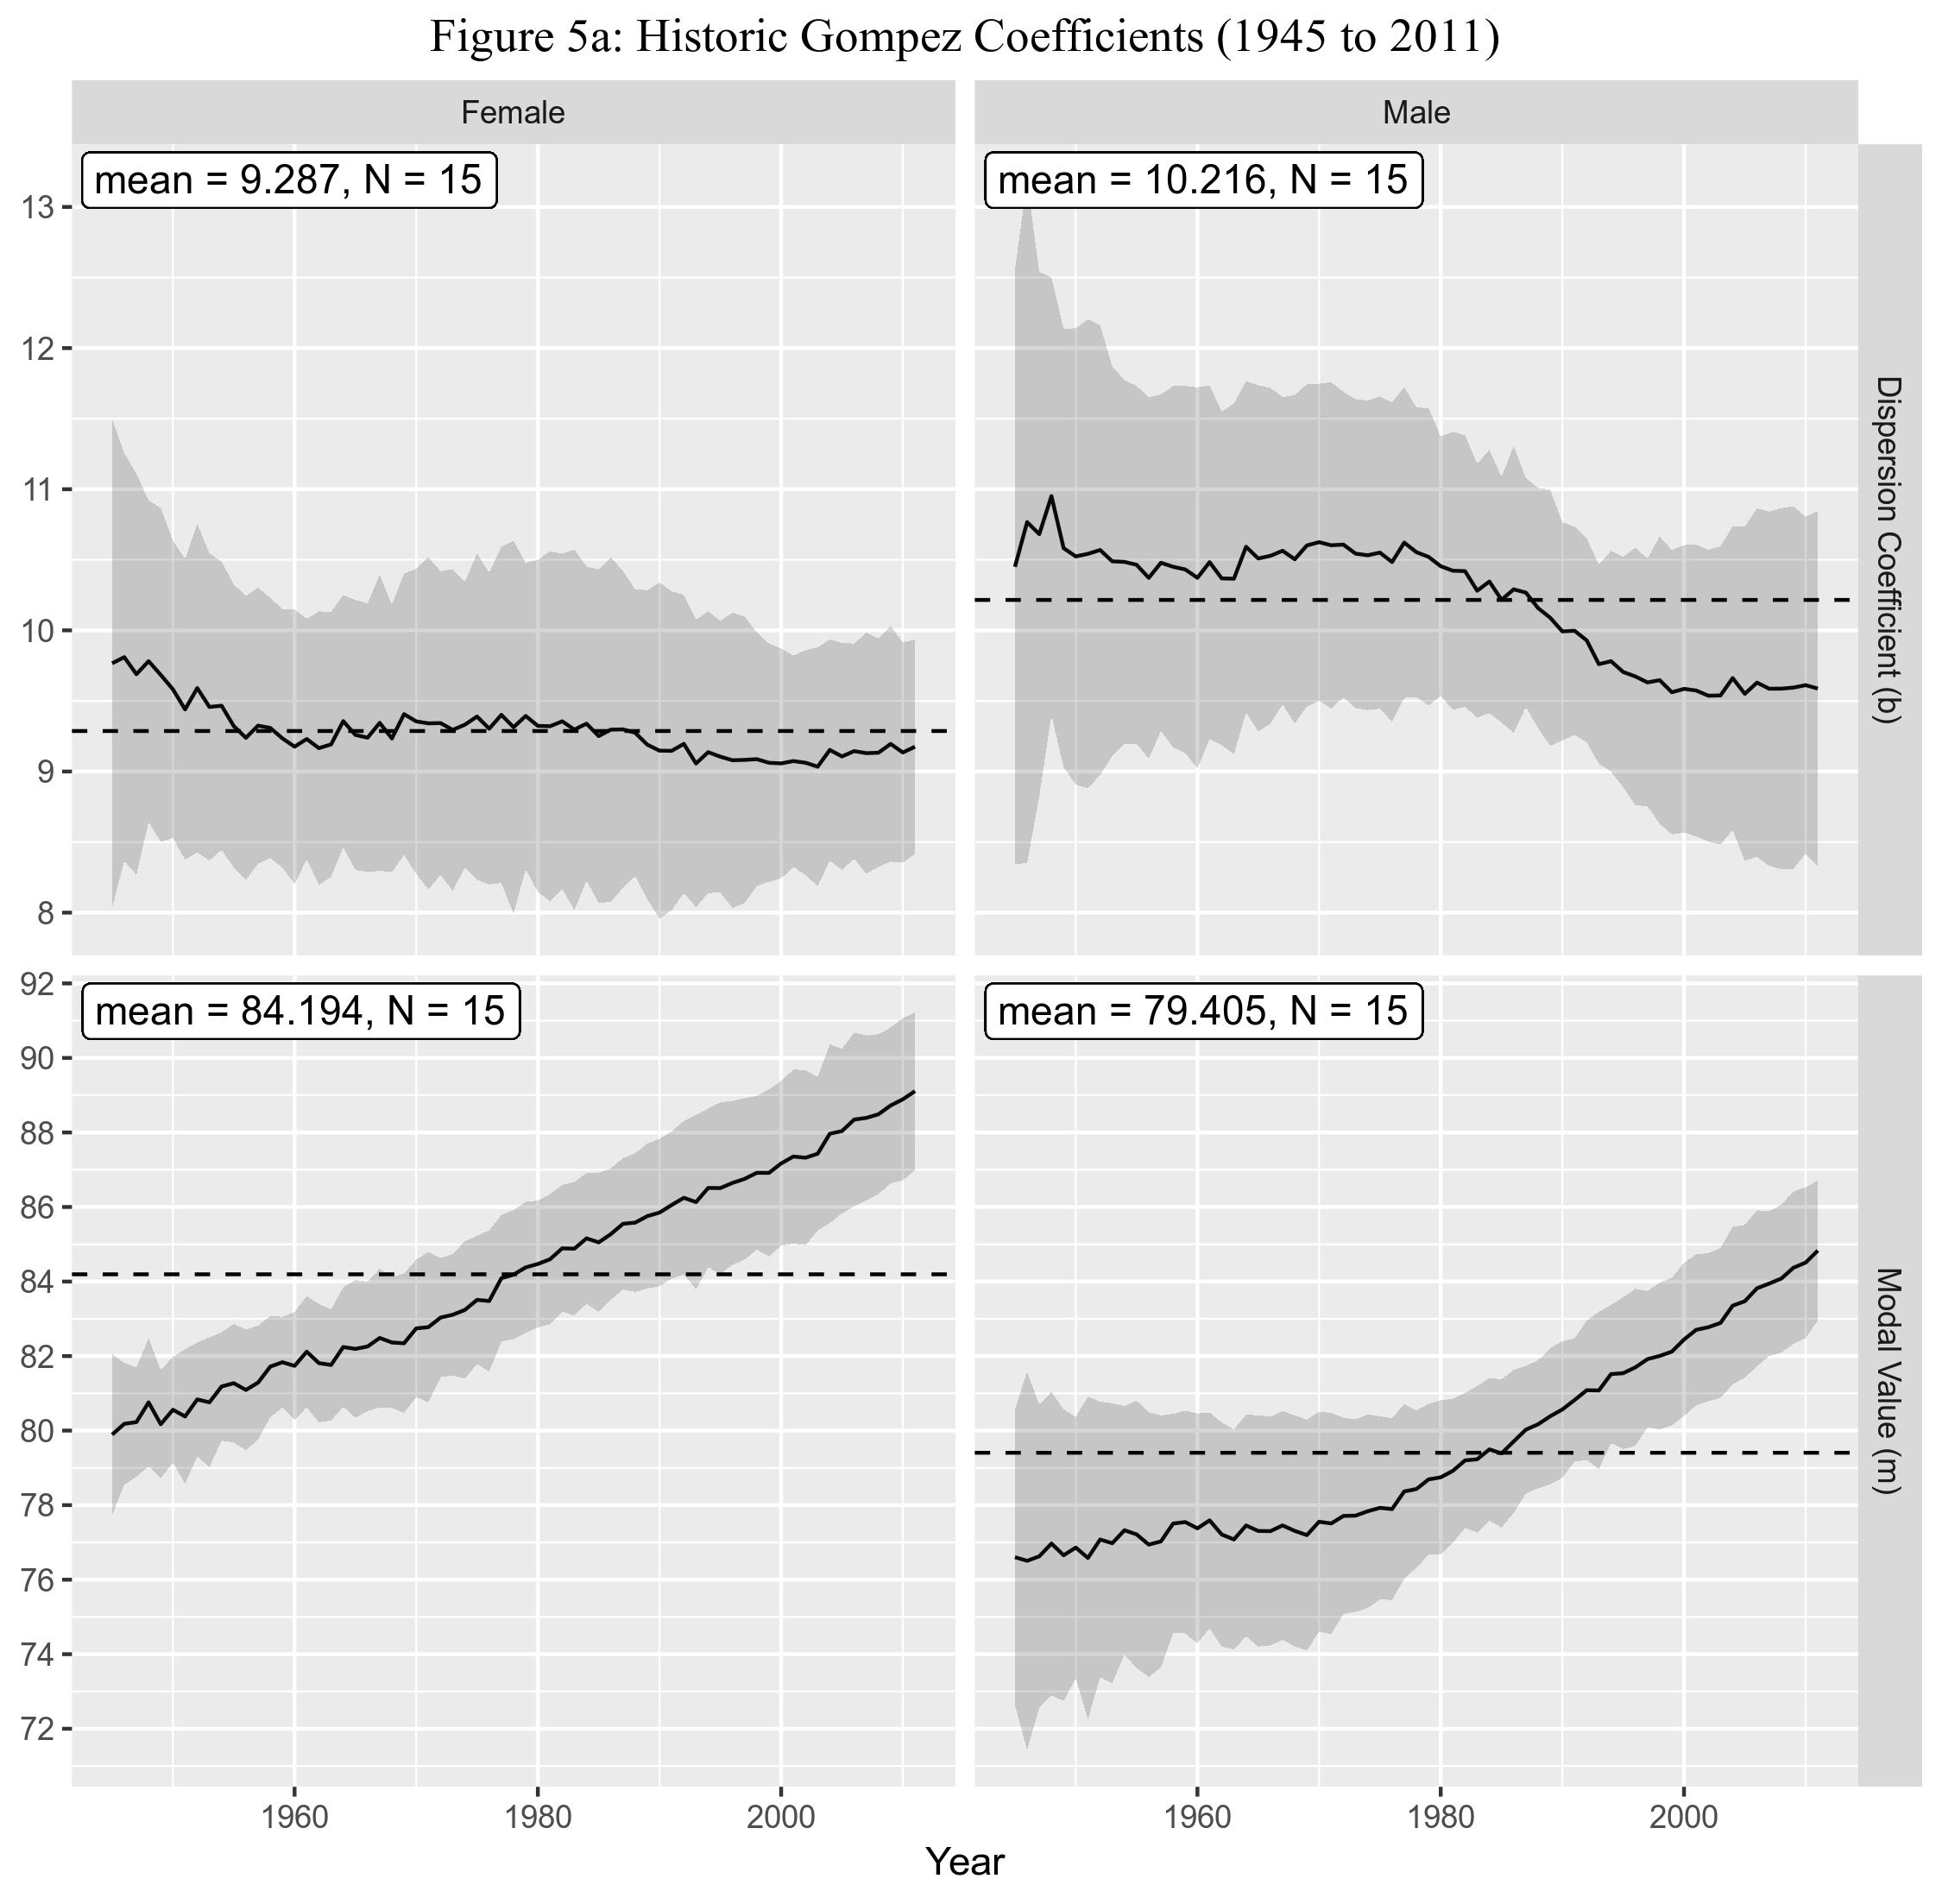 Figure 5a: Historic Gompez Coefficients (1945 to 2011)
Female
Male
mean = 9.287, N = 15
mean = 10.216, N = 15
13
12
11
10
9
8
Dispersion Coefficient (b)
mean = 84.194, N = 15
mean = 79.405, N = 15
92
90
88
86
84
82
80
78
76
74
72
Modal Value (m)
1960 1980 2000
1960 1980 2000
Year